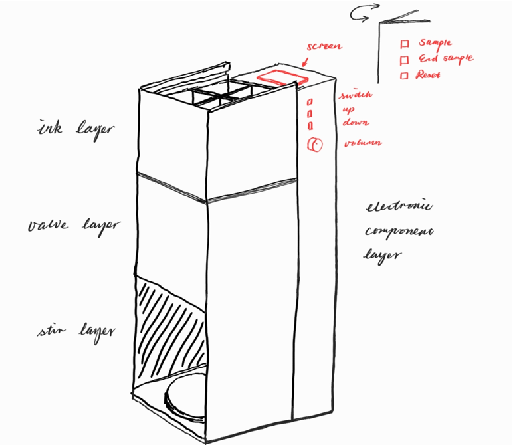 screen
Sample
End sample
Reset
switch
up
down
volumn
ink layer
valve layer
electronic
component
layer
stir layer